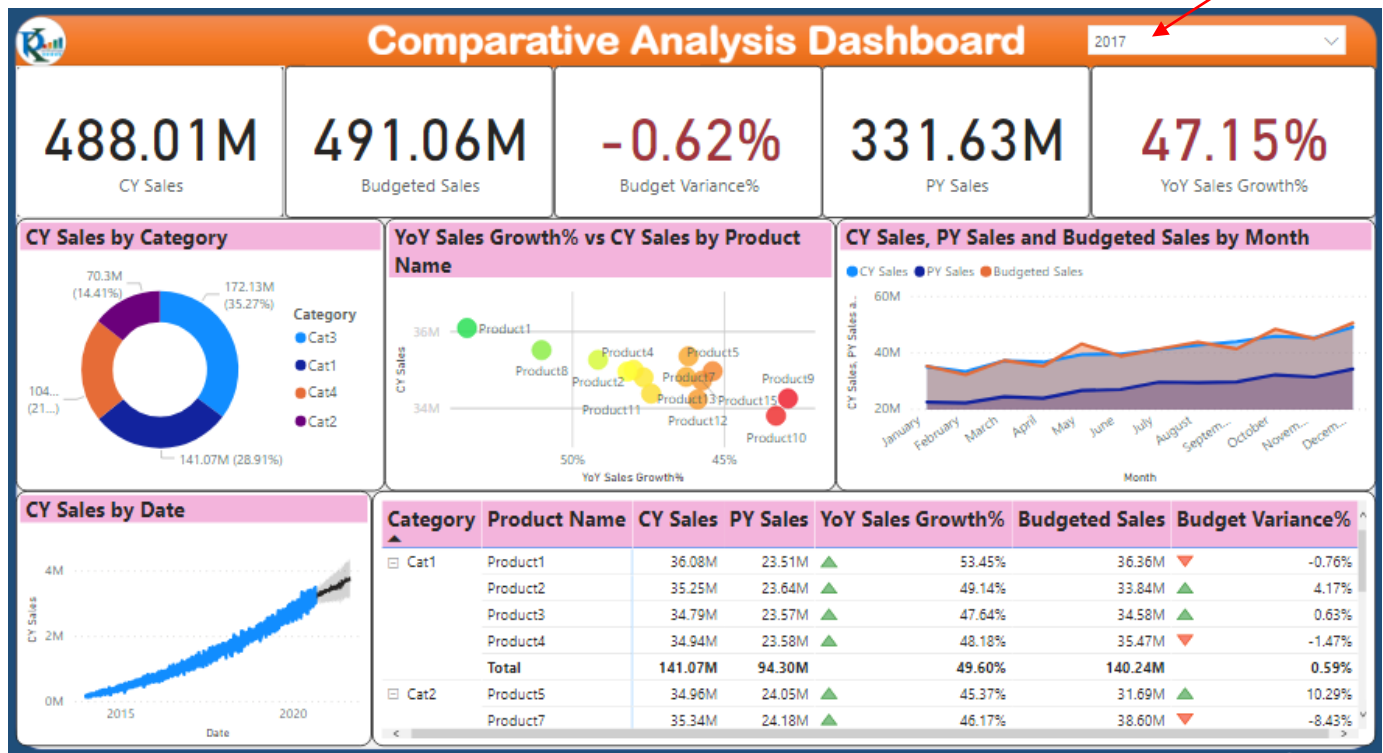 Comparative Analysis Dashboard
2017
488.01M
CY Sales
491.06M
Budgeted Sales
-0.62%
Budget Variance%
331.63M
PY Sales
47.15%
YoY Sales Growth%
CY Sales by Category
70.3M
(14.41%)
172.13M
(35.27%)
104...
(21...)
141.07M (28.91%)
Category
Cat3
Cat1
Cat4
Cat2
YoY Sales Growth% vs CY Sales by Product
Name
CY Sales
36M
34M
Product1
Product8
Product4
Product5
Product2
Product7
Product9
Product11
Product13
Product15
Product12
Product10
50%
45%
YoY Sales Growth%
CY Sales, PY Sales and Budgeted Sales by Month
CY Sales PY Sales Budgeted Sales
CY Sales, PY Sales a...
60M
40M
20M
January
February
March
April
May
June
July
August
Septem...
October
Novem...
Decem...
Month
CY Sales by Date
CY Sales
4M
2M
0M
2015
2020
Date
Category Product Name CY Sales PY Sales YoY Sales Growth% Budgeted Sales Budget Variance%
Cat1 Product1 36.08M 23.51M 53.45% 36.36M -0.76%
Product2 35.25M 23.64M 49.14% 33.84M 4.17%
Product3 34.79M 23.57M 47.64% 34.58M 0.63%
Product4 34.94M 23.58M 48.18% 35.47M -1.47%
Total 141.07M 94.30M 49.60% 140.24M 0.59%
Cat2 Product5 34.96M 24.05M 45.37% 31.69M 10.29%
Product7 35.34M 24.18M 46.17% 38.60M -8.43%